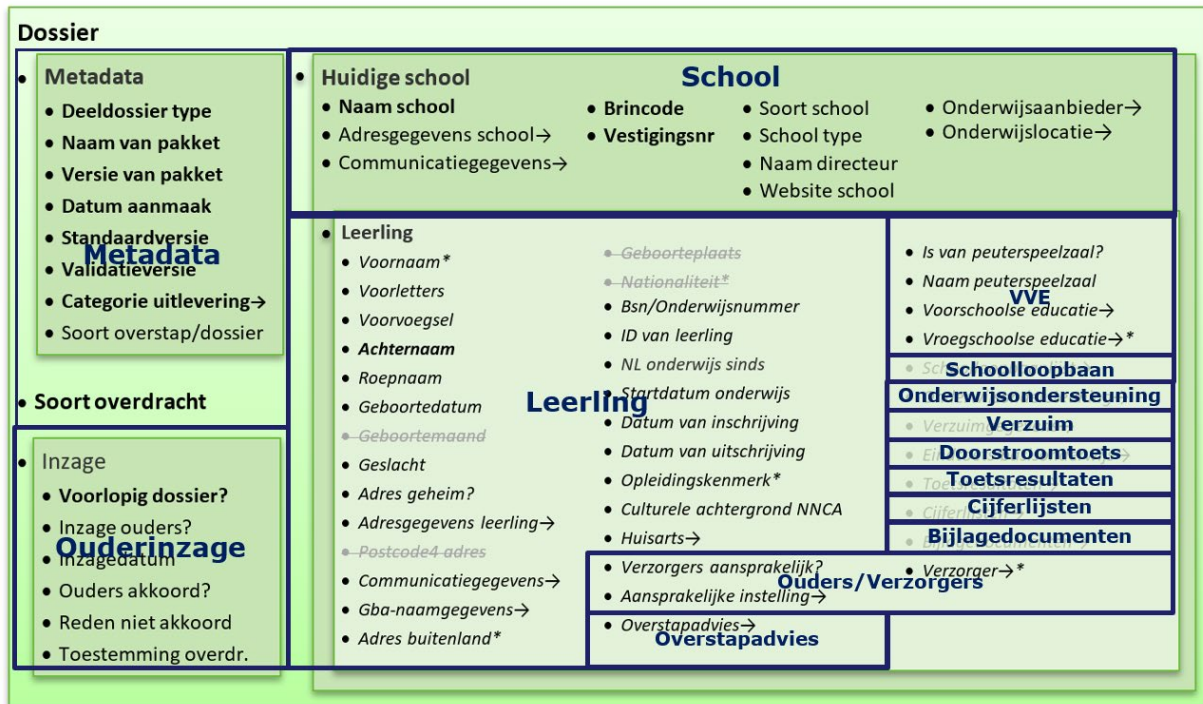 Dossier
Metadata
Deeldossier type
Naam van pakket
Versie van pakket
Datum aanmaak
Standaardversie
Metadata
Validatieversie
Categorie uitlevering→
Soort overstap/dossier
Soort overdracht
Inzage
Voorlopig dossier?
Inzage ouders?
Ouderinzage
Inzagedatum
Ouders akkoord?
Reden niet akkoord
Toestemming overdr.
Huidige school
School
Naam school
Adresgegevens school→
Communicatiegegevens→
Brincode
Vestigingsnr
Soort school
School type
Naam directeur
Website school
Onderwijsaanbieder→
Onderwijslocatie→
Leerling
Voornaam*
Voorletters
Voorvoegsel
Achternaam
Roepnaam
Geboortedatum
Geboortemaand
Geslacht
Adres geheim?
Adresgegevens leerling→
Postcode4 adres
Communicatiegegevens→
Gba-naamgegevens→
Adres buitenland*
Leerling
Geboorteplaats
Nationaliteit*
Bsn/Onderwijsnummer
ID van leerling
NL onderwijs sinds
Startdatum onderwijs
Datum van inschrijving
Datum van uitschrijving
Opleidingskenmerk*
Culturele achtergrond NNCA
Huisarts→
Verzorgers aansprakelijk?
Aansprakelijke instelling→
Overstapadvies→
Overstapadvies
Is van peuterspeelzaal?
Naam peuterspeelzaal
VVE
Voorschoolse educatie→
Vroegschoolse educatie→*
Schoolloopbaan
Onderwijsondersteuning
Verzuim
Doorstroomtoets
Toetsresultaten
Cijferlijsten
Bijlagedocumenten
Verzorger→*
Ouders/Verzorgers